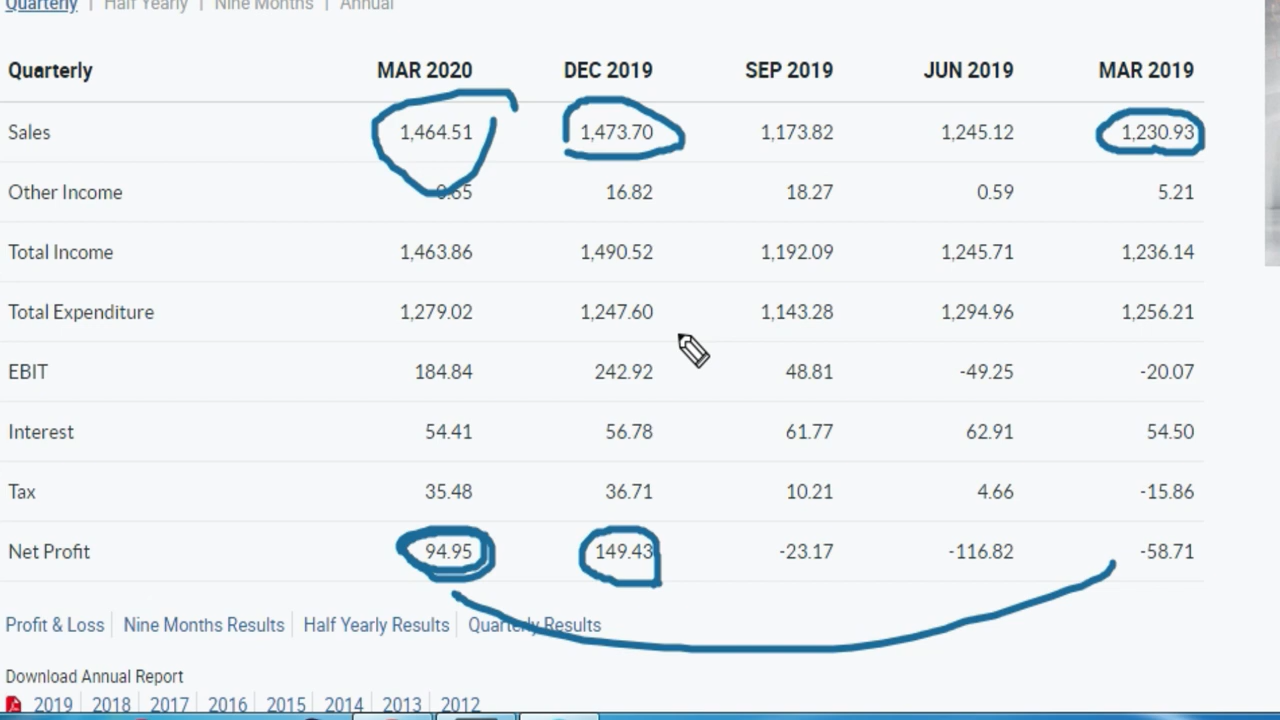 Quarterly | Half Yearly | Nine Months | Annual
Quarterly MAR 2020 DEC 2019 SEP 2019 JUN 2019 MAR 2019
Sales 1,464.51 1,473.70 1,173.82 1,245.12 1,230.93
Other Income 16.82 18.27 0.59 5.21
Total Income 1,463.86 1,490.52 1,192.09 1,245.71 1,236.14
Total Expenditure 1,279.02 1,247.60 1,143.28 1,294.96 1,256.21
EBIT 184.84 242.92 48.81 -49.25 -20.07
Interest 54.41 56.78 61.77 62.91 54.50
Tax 35.48 36.71 10.21 4.66 -15.86
Net Profit 94.95 149.43 -23.17 -116.82 -58.71
Profit & Loss | Nine Months Results | Half Yearly Results | Quarterly Results
Download Annual Report
2019 | 2018 | 2017 | 2016 | 2015 | 2014 | 2013 | 2012